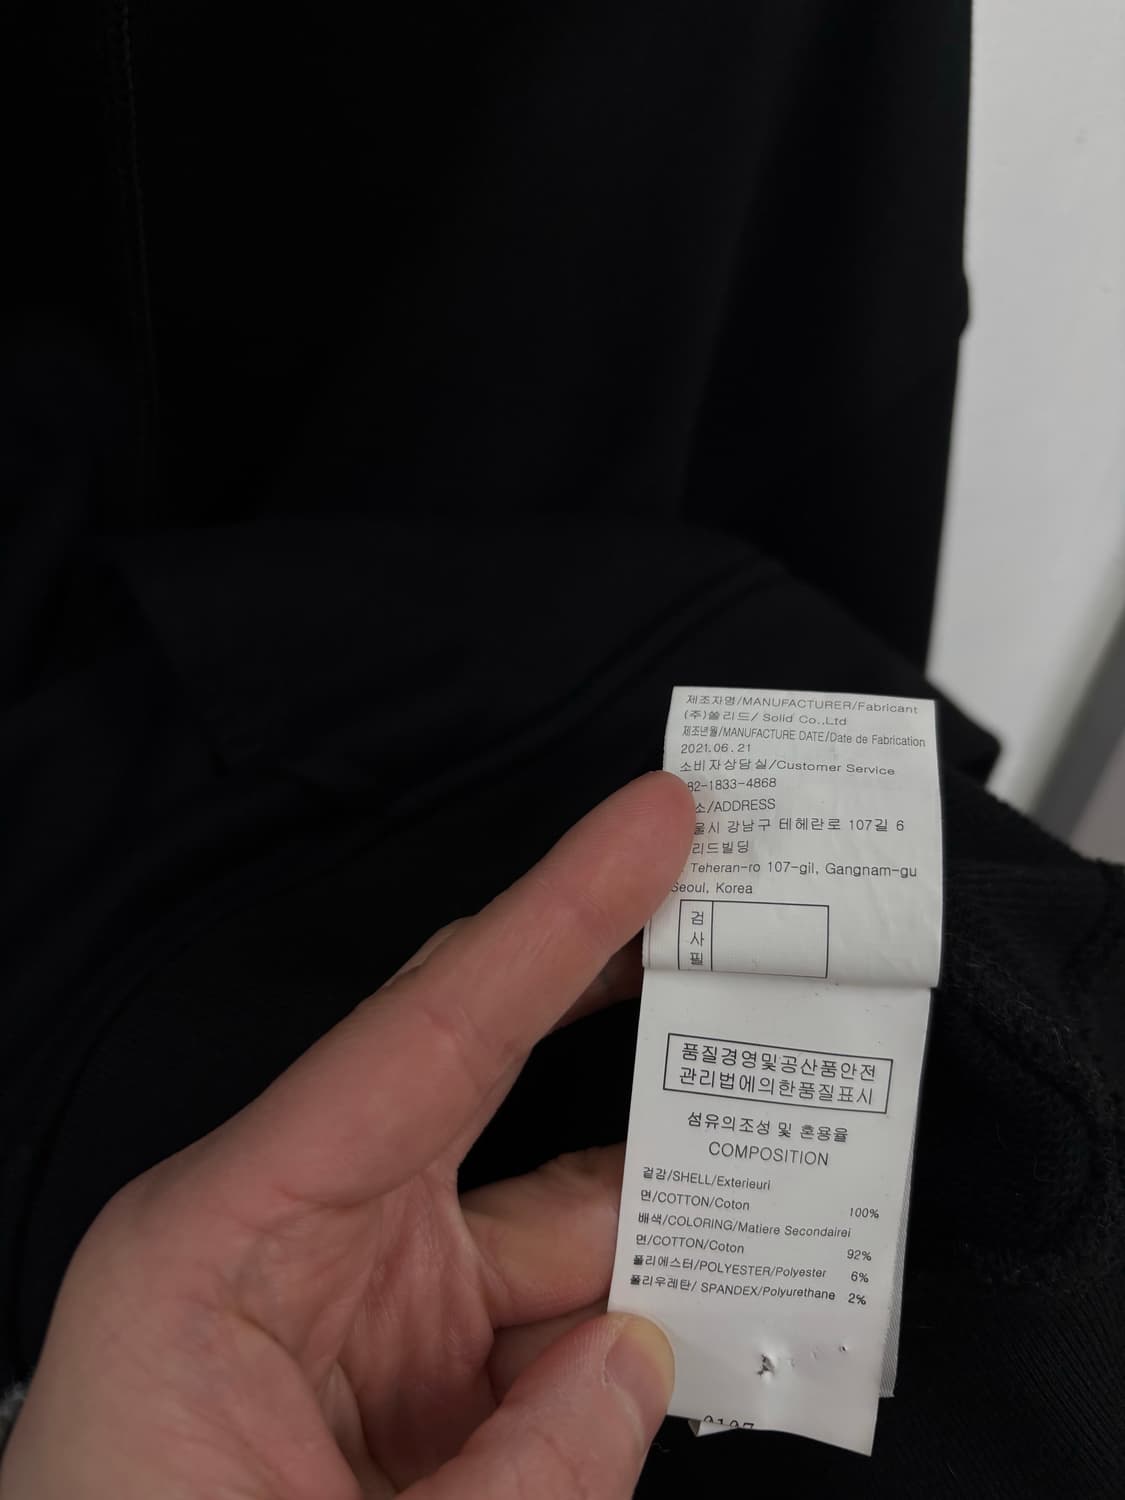 제조자명/MANUFACTURER/Fabricant
(주)쏠리드/ Solid Co.,Ltd
제조년월/MANUFACTURE DATE/Date de Fabrication
2021.06.21
소비자상담실/Customer Service
82-1833-4868
소/ADDRESS
울시 강남구 테헤란로 107길 6
리드빌딩
Teheran-ro 107-gil, Gangnam-gu
Seoul, Korea
검
사
필
품질경영및공산품안전
관리법에의한품질표시
섬유의조성 및 혼용율
COMPOSITION
겉감/SHELL/Exterieuri
면/COTTON/Coton 100%
배색/COLORING/Matiere Secondairei
면/COTTON/Coton 92%
폴리에스터/POLYESTER/Polyester 6%
폴리우레탄/ SPANDEX/Polyurethane 2%